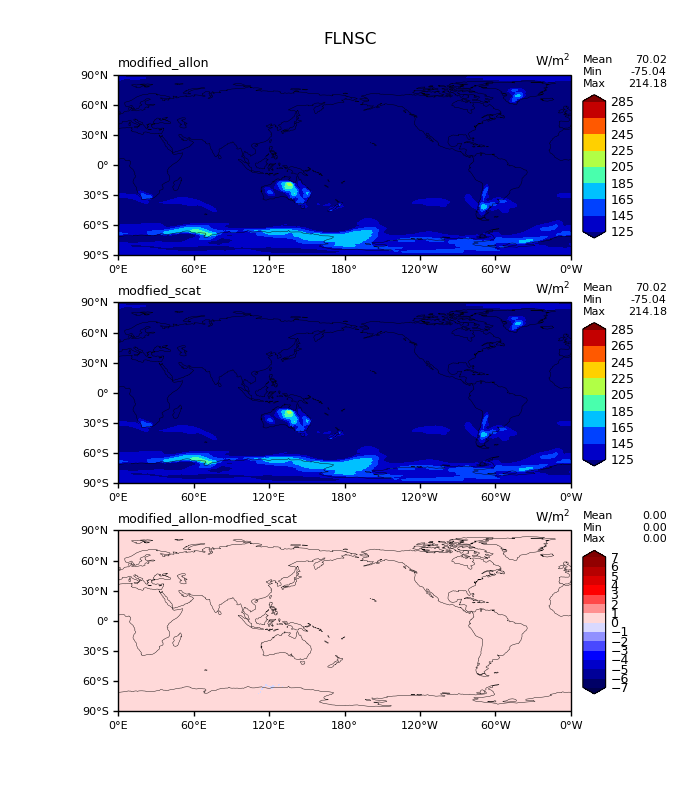 FLNSC
modified_allon W/m²
Mean 70.02
Min -75.04
Max 214.18
90°N
60°N
30°N
0°
30°S
60°S
90°S
0°E 60°E 120°E 180° 120°W 60°W 0°W
285
265
245
225
205
185
165
145
125
modfied_scat W/m²
Mean 70.02
Min -75.04
Max 214.18
90°N
60°N
30°N
0°
30°S
60°S
90°S
0°E 60°E 120°E 180° 120°W 60°W 0°W
285
265
245
225
205
185
165
145
125
modified_allon-modfied_scat W/m²
Mean 0.00
Min 0.00
Max 0.00
90°N
60°N
30°N
0°
30°S
60°S
90°S
0°E 60°E 120°E 180° 120°W 60°W 0°W
7
6
5
4
3
2
1
0
−1
−2
−3
−4
−5
−6
−7